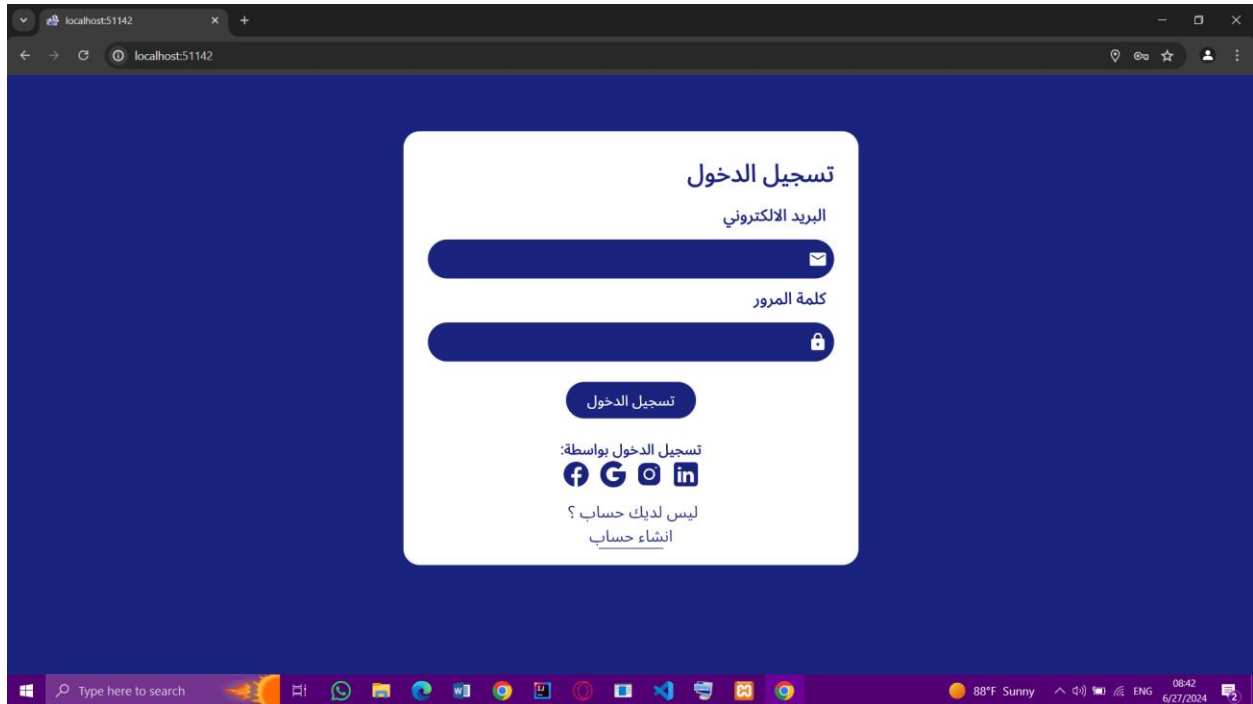 localhost:51142
localhost:51142
تسجيل الدخول
البريد الالكتروني
كلمة المرور
تسجيل الدخول
تسجيل الدخول بواسطة:
ليس لديك حساب ؟
انشاء حساب
Type here to search
88°F Sunny
ENG
08:42
6/27/2024
2